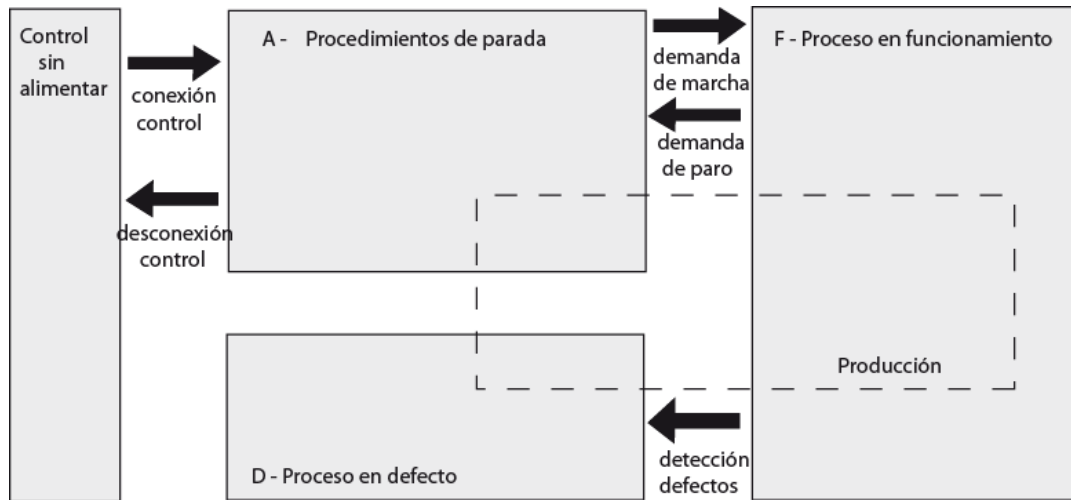 Control
sin
alimentar
conexión
control
desconexión
control
A - Procedimientos de parada
demanda
de marcha
demanda
de paro
F - Proceso en funcionamiento
Producción
D - Proceso en defecto
detección
defectos